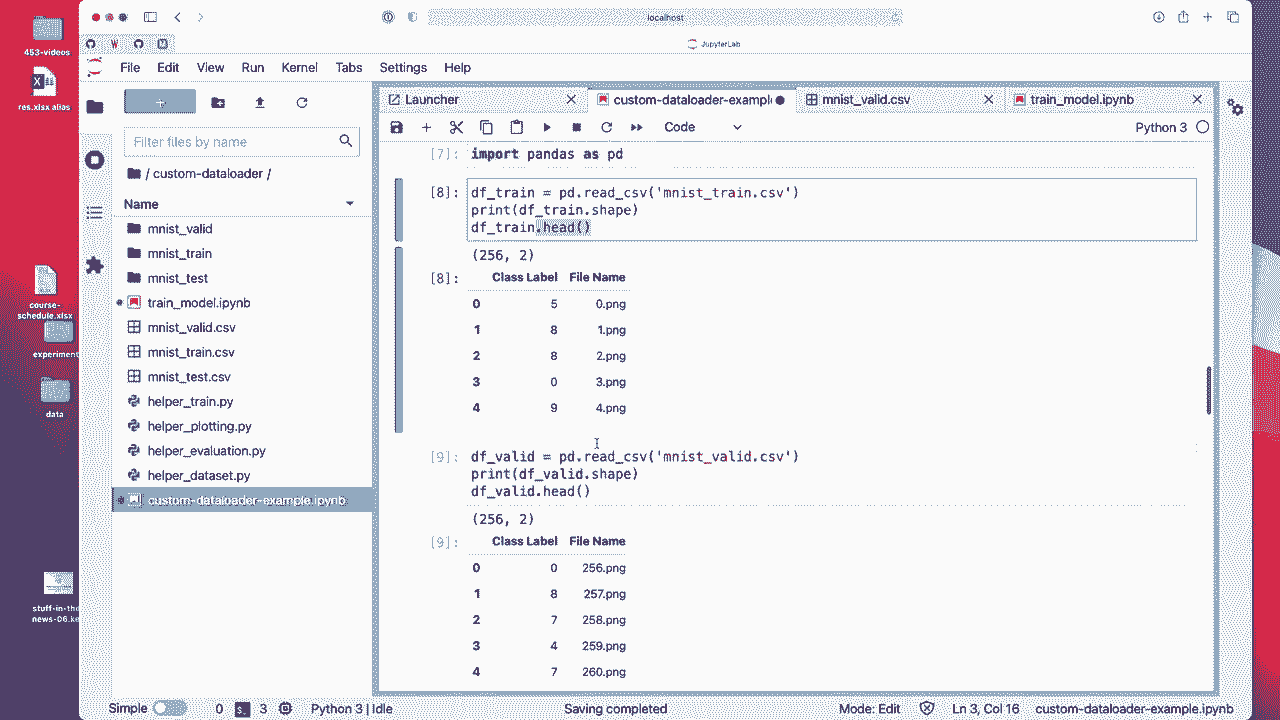 localhost
JupyterLab
File Edit View Run Kernel Tabs Settings Help
453-videos
res.xlsx alias
course-schedule.xlsx
experimen
data
stuff-in-the
news-06.ke
Filter files by name
/ custom-dataloader /
Name
mnist_valid
mnist_train
mnist_test
train_model.ipynb
mnist_valid.csv
mnist_train.csv
mnist_test.csv
helper_train.py
helper_plotting.py
helper_evaluation.py
helper_dataset.py
custom-dataloader-example.ipynb
Launcher
custom-dataloader-example
mnist_valid.csv
train_model.ipynb
Code
Python 3
[7]: import pandas as pd
[8]: df_train = pd.read_csv('mnist_train.csv')
print(df_train.shape)
df_train.head()
(256, 2)
[8]: Class Label File Name
0 5 0.png
1 8 1.png
2 8 2.png
3 0 3.png
4 9 4.png
[9]: df_valid = pd.read_csv('mnist_valid.csv')
print(df_valid.shape)
df_valid.head()
(256, 2)
[9]: Class Label File Name
0 0 256.png
1 8 257.png
2 7 258.png
3 4 259.png
4 7 260.png
Simple 0 3 Python 3 | Idle Saving completed Mode: Edit Ln 3, Col 16 custom-dataloader-example.ipynb